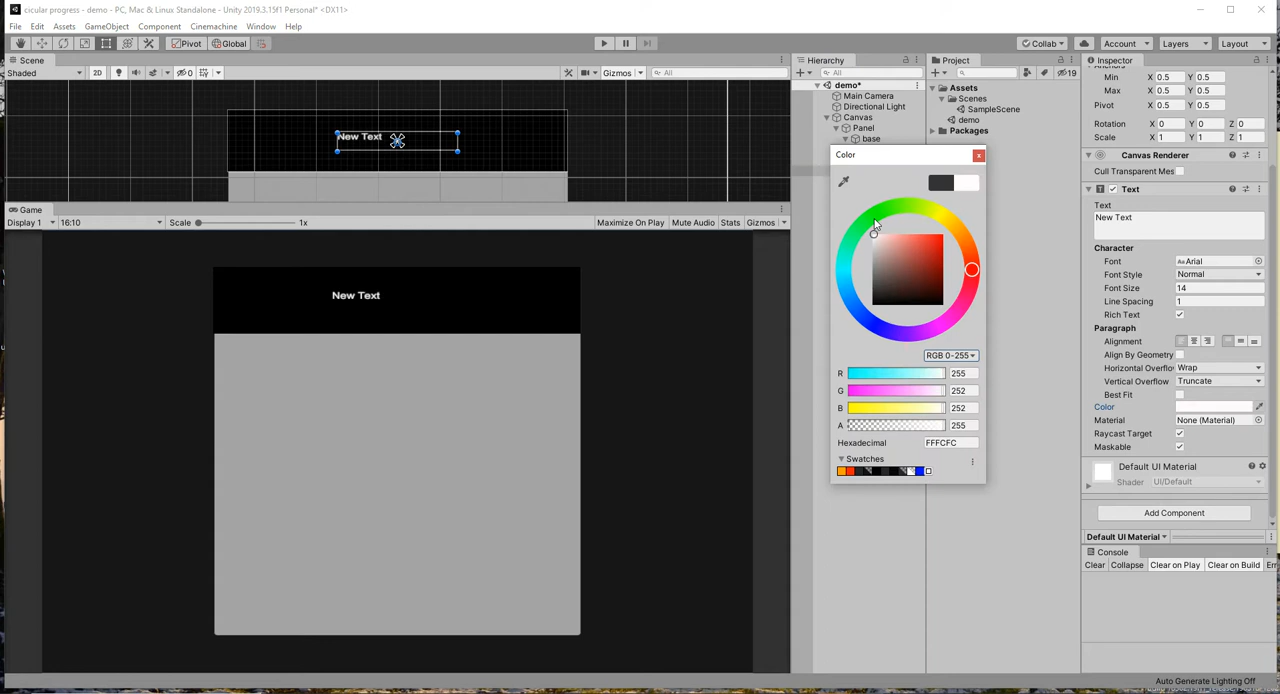 cicular progress - demo - PC, Mac & Linux Standalone - Unity 2019.3.15f1 Personal* <DX11>
File Edit Assets GameObject Component Cinemachine Window Help
Pivot Global Collab Account Layers Layout
Scene Hierarchy Project Inspector
Shaded 2D 0 Gizmos All All 19
Anchors
Min X 0.5 Y 0.5
Max X 0.5 Y 0.5
Pivot X 0.5 Y 0.5
Rotation X 0 Y 0 Z 0
Scale X 1 Y 1 Z 1
demo*
Main Camera
Directional Light
Canvas
Panel
base
Assets
Scenes
SampleScene
demo
Packages
New Text
Game
Display 1 16:10 Scale 1x Maximize On Play Mute Audio Stats Gizmos
New Text
Color
RGB 0-255
R 255
G 252
B 252
A 255
Hexadecimal FFFCFC
Swatches
Canvas Renderer
Cull Transparent Mes
Text
Text
New Text
Character
Font Arial
Font Style Normal
Font Size 14
Line Spacing 1
Rich Text
Paragraph
Alignment
Align By Geometry
Horizontal Overflow Wrap
Vertical Overflow Truncate
Best Fit
Color
Material None (Material)
Raycast Target
Maskable
Default UI Material
Shader UI/Default
Add Component
Default UI Material
Console
Clear Collapse Clear on Play Clear on Build
Auto Generate Lighting Off